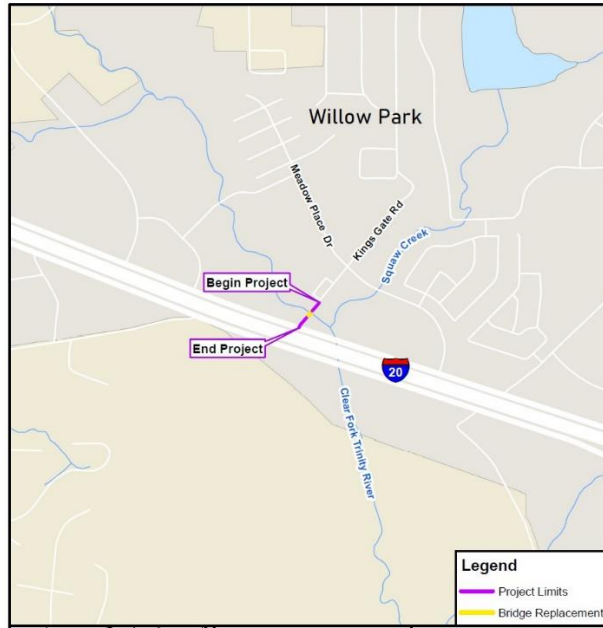 Willow Park
Meadow Place Dr
Kings Gate Rd
Squaw Creek
Begin Project
End Project
20
Clear Fork Trinity River
Legend
Project Limits
Bridge Replacement